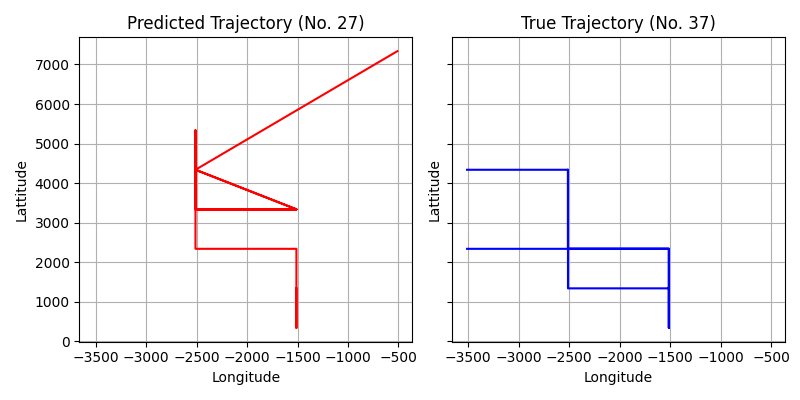 Predicted Trajectory (No. 27)
True Trajectory (No. 37)
7000
6000
5000
4000
3000
2000
1000
0
Lattitude
Lattitude
−3500 −3000 −2500 −2000 −1500 −1000 −500
−3500 −3000 −2500 −2000 −1500 −1000 −500
Longitude
Longitude